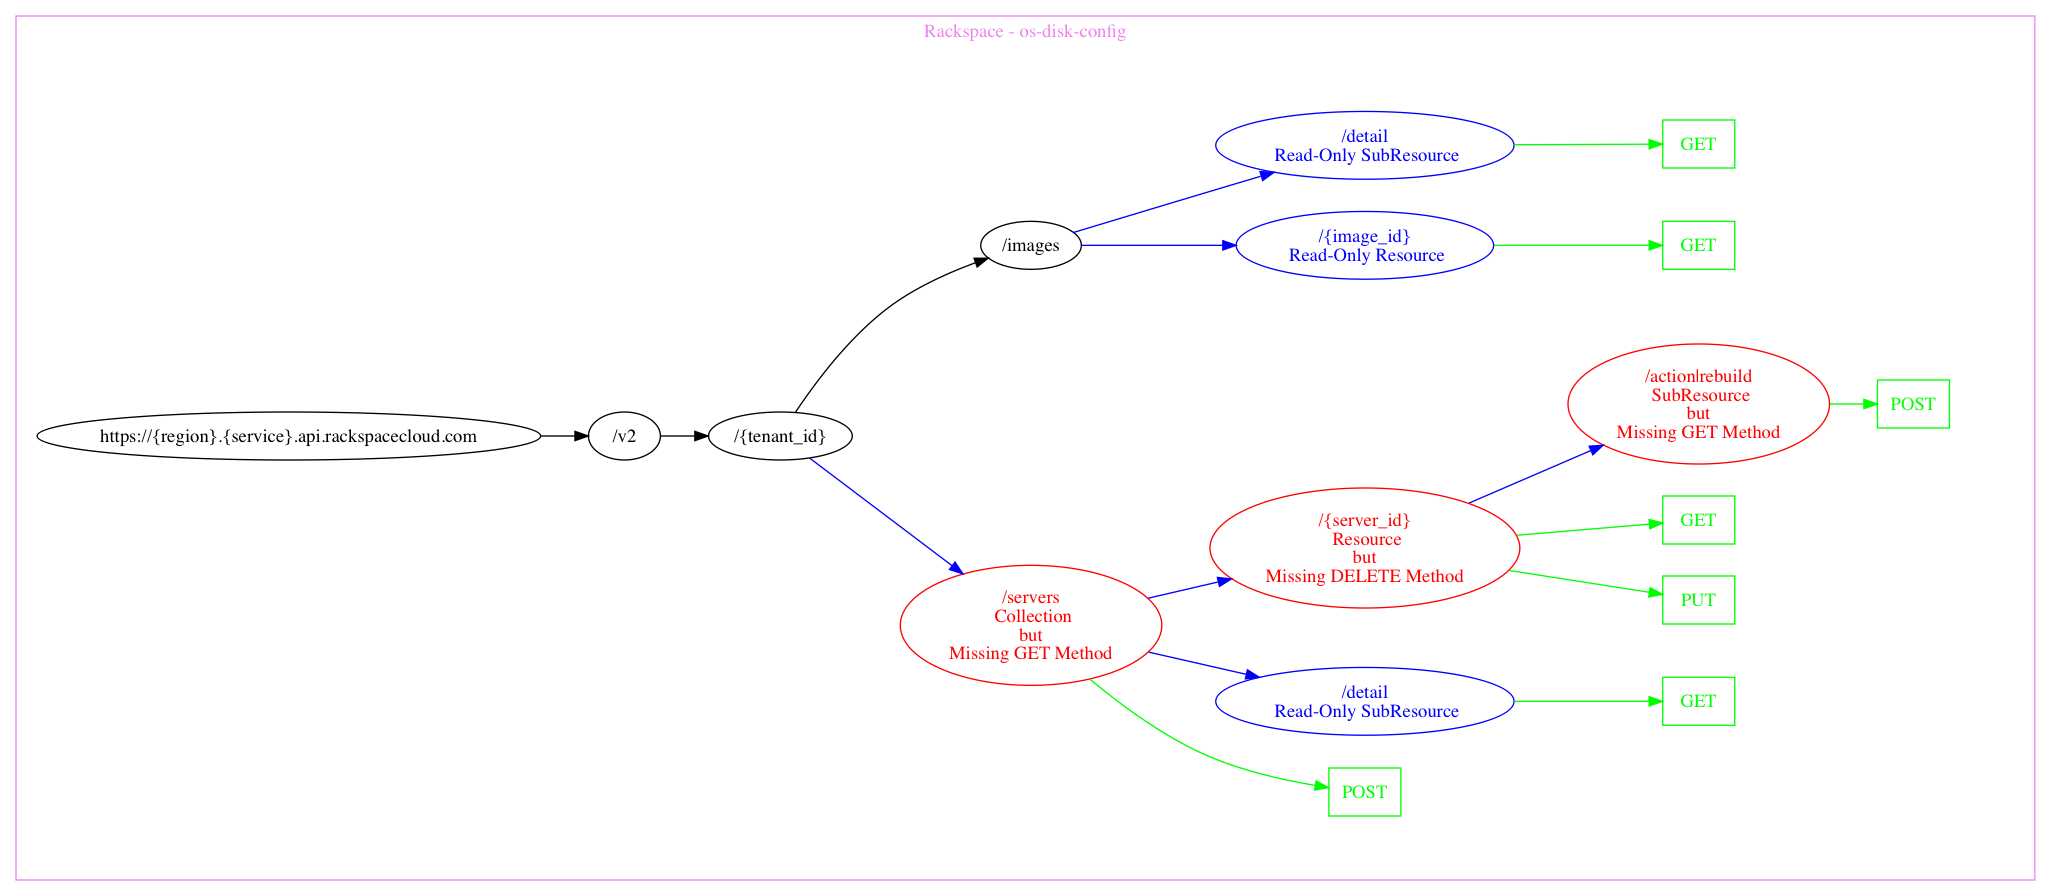 Rackspace - os-disk-config
/detail
Read-Only SubResource
GET
/images
/{image_id}
Read-Only Resource
GET
/action|rebuild
SubResource
but
Missing GET Method
POST
https://{region}.{service}.api.rackspacecloud.com
/v2
/{tenant_id}
/{server_id}
Resource
but
Missing DELETE Method
GET
PUT
/servers
Collection
but
Missing GET Method
/detail
Read-Only SubResource
GET
POST